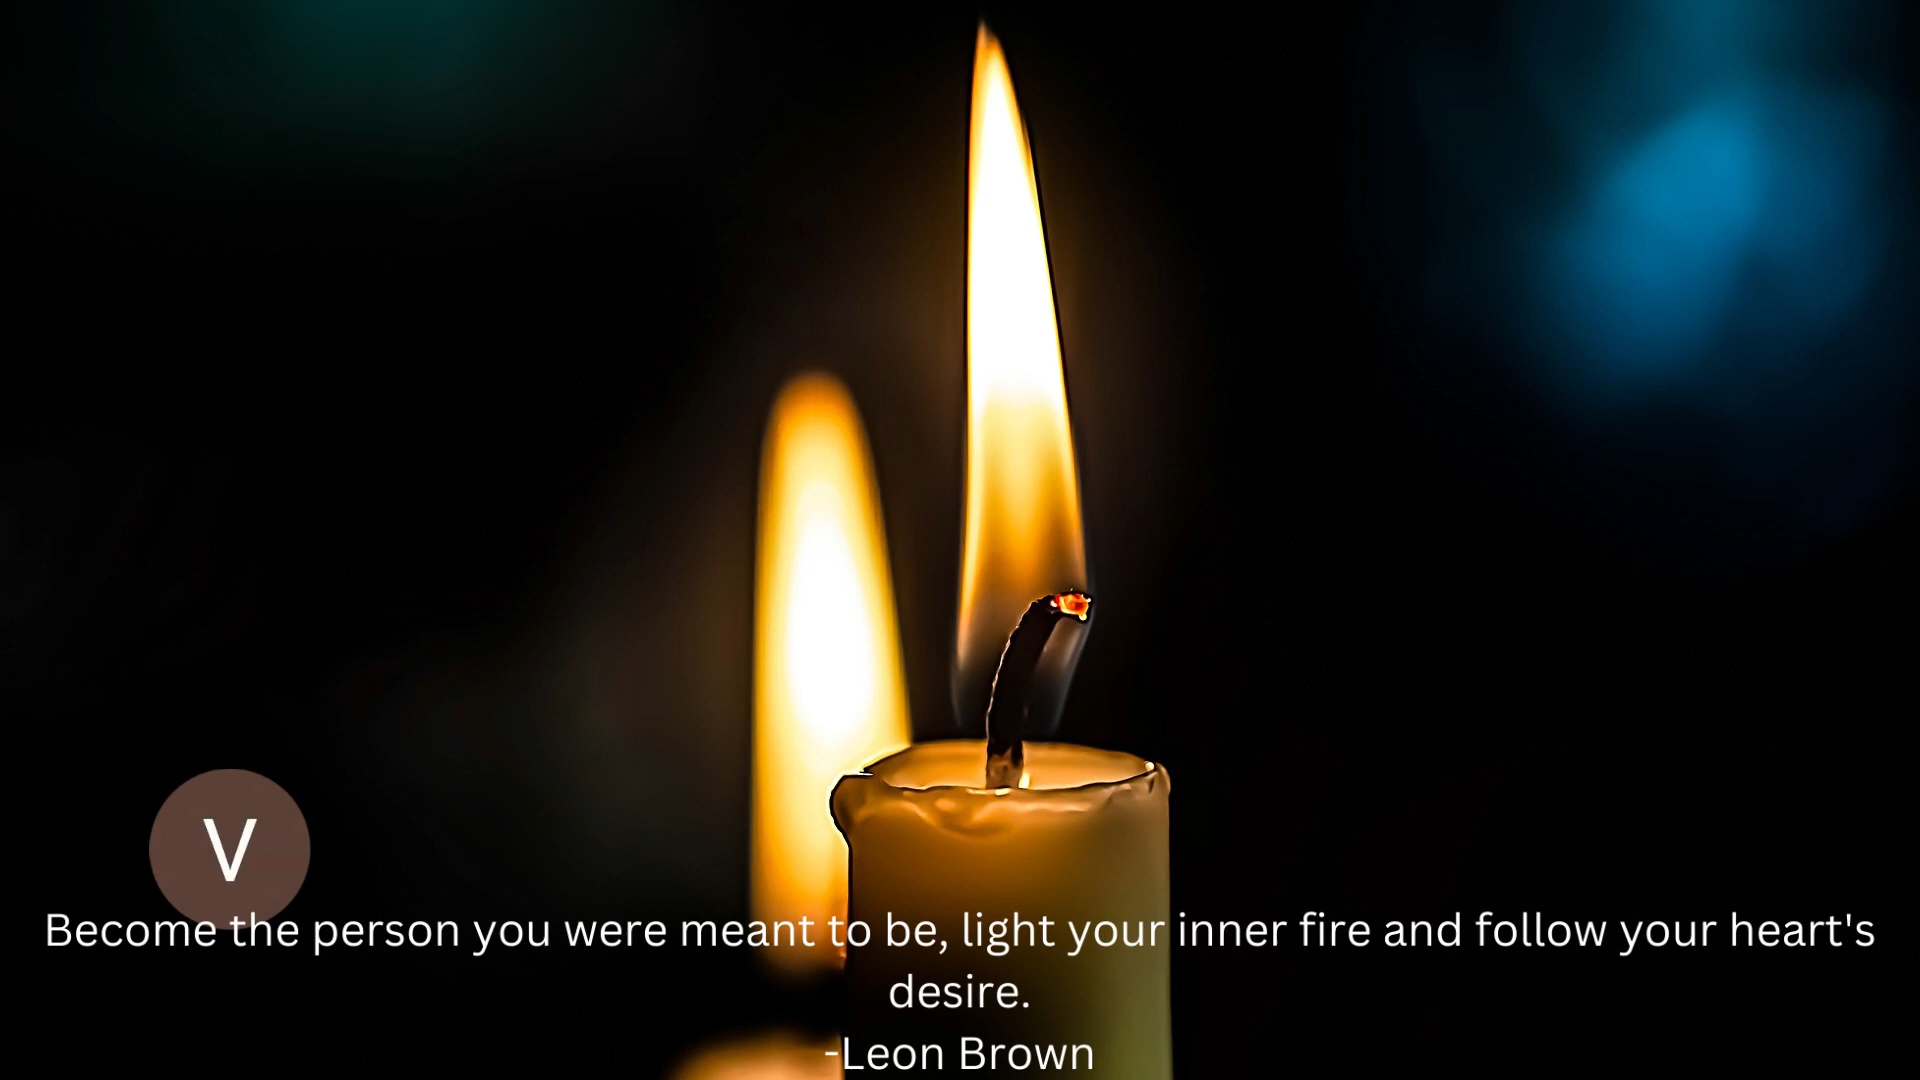 V
Become the person you were meant to be, light your inner fire and follow your heart's
desire.
-Leon Brown